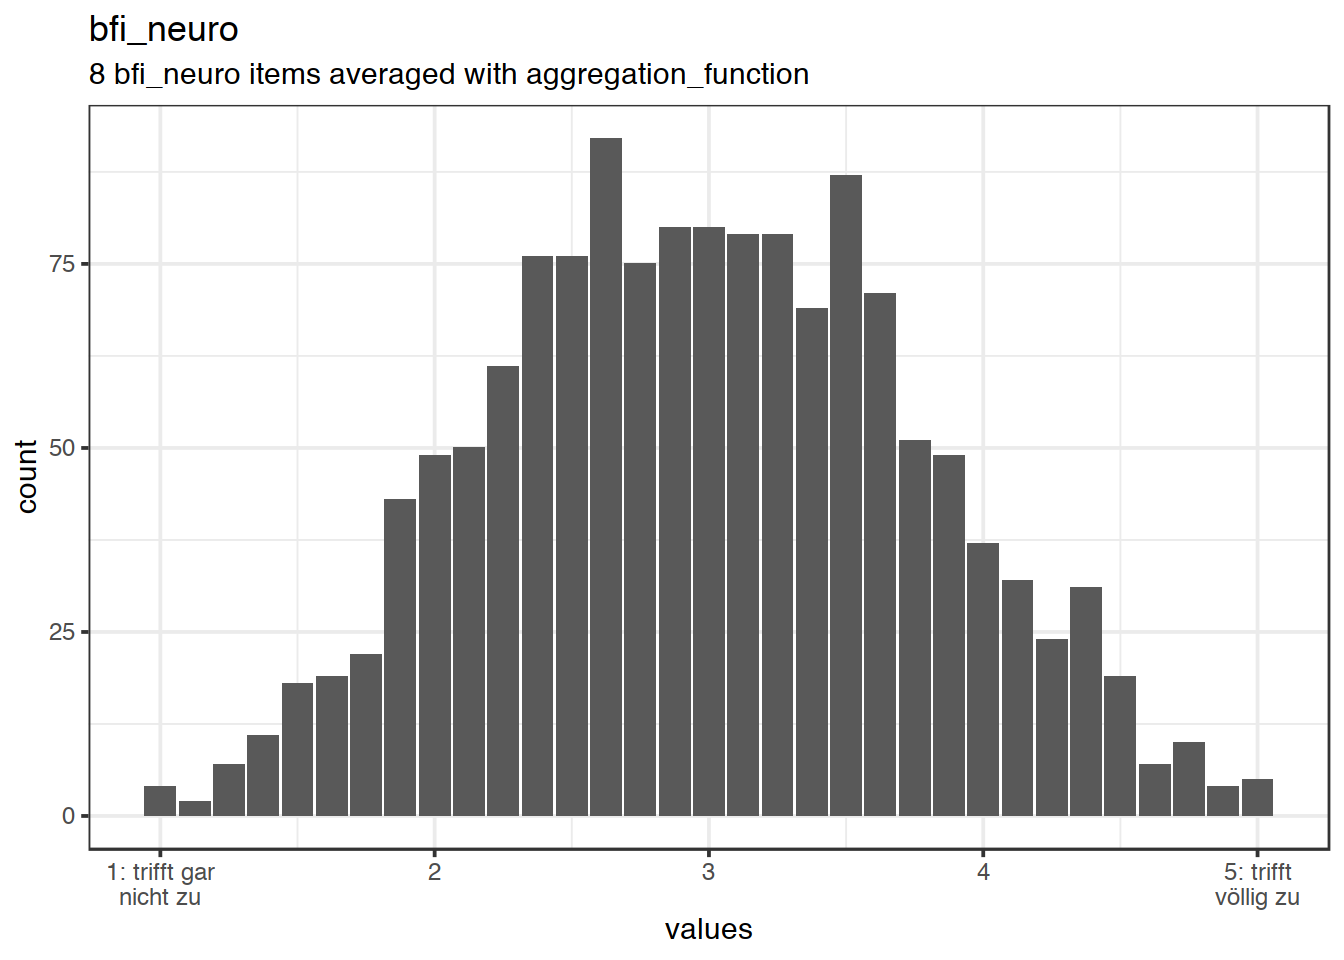 bfi_neuro
8 bfi_neuro items averaged with aggregation_function
count
75
50
25
0
1: trifft gar
nicht zu
2
3
4
5: trifft
völlig zu
values